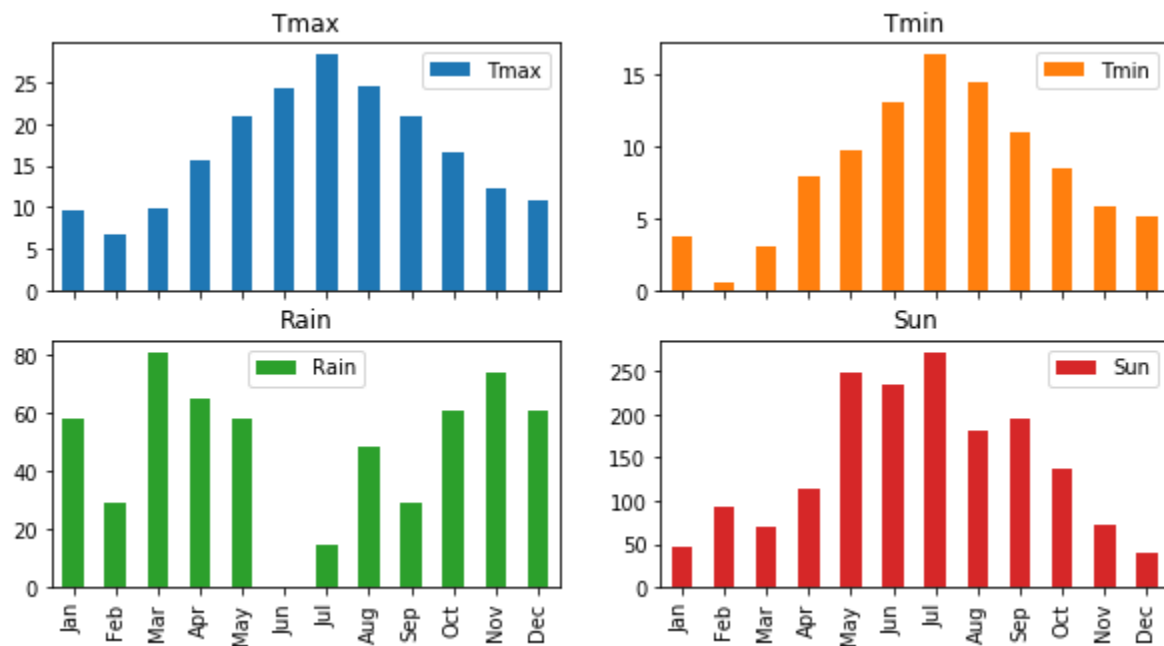 Tmax
Tmax
25
20
15
10
5
0
Tmin
Tmin
15
10
5
0
Rain
Rain
80
60
40
20
0
Jan
Feb
Mar
Apr
May
Jun
Jul
Aug
Sep
Oct
Nov
Dec
Sun
Sun
250
200
150
100
50
0
Jan
Feb
Mar
Apr
May
Jun
Jul
Aug
Sep
Oct
Nov
Dec